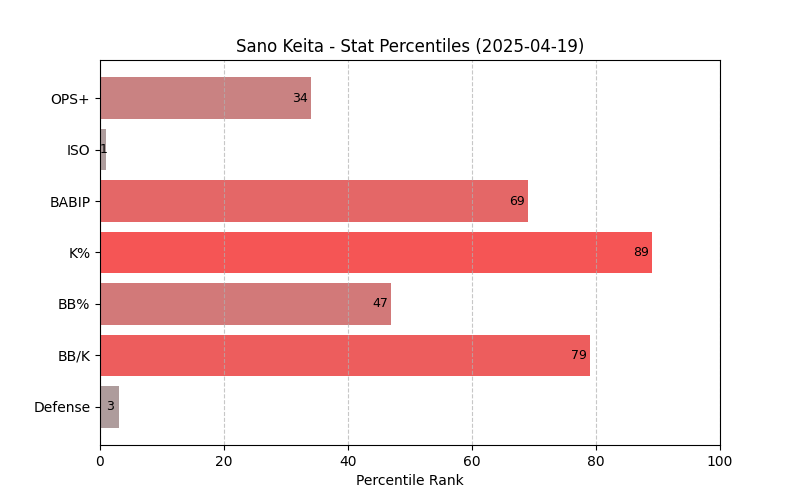 Sano Keita - Stat Percentiles (2025-04-19)
OPS+ 34
ISO 1
BABIP 69
K% 89
BB% 47
BB/K 79
Defense 3
0 20 40 60 80 100
Percentile Rank